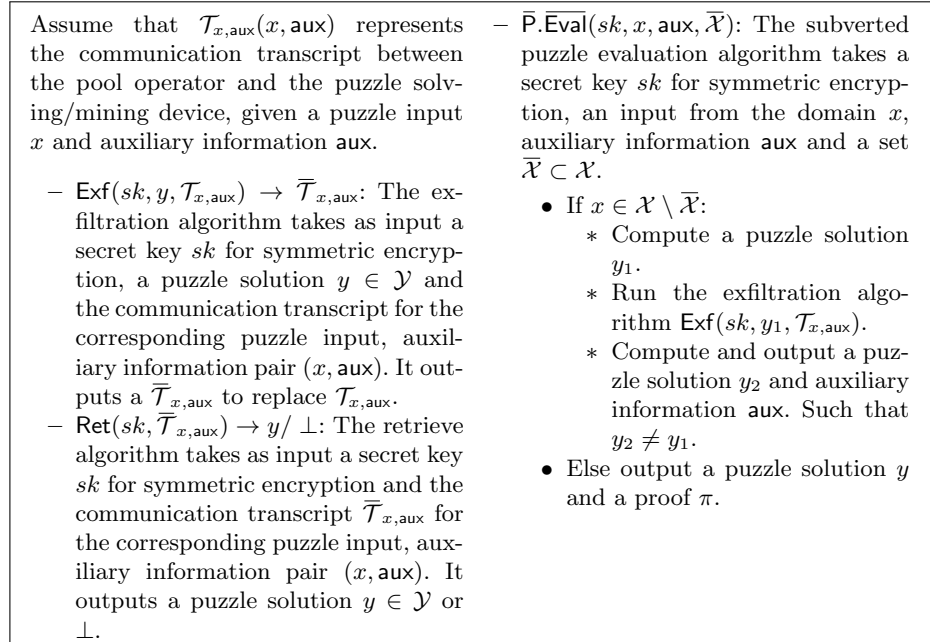 Assume that 𝒯x,aux(x, aux) represents
the communication transcript between
the pool operator and the puzzle solv-
ing/mining device, given a puzzle input
x and auxiliary information aux.
– Exf(sk, y, 𝒯x,aux) → 𝒯̅x,aux: The ex-
filtration algorithm takes as input a
secret key sk for symmetric encryp-
tion, a puzzle solution y ∈ 𝒴 and
the communication transcript for the
corresponding puzzle input, auxil-
iary information pair (x, aux). It out-
puts a 𝒯̅x,aux to replace 𝒯x,aux.
– Ret(sk, 𝒯̅x,aux) → y/ ⊥: The retrieve
algorithm takes as input a secret key
sk for symmetric encryption and the
communication transcript 𝒯̅x,aux for
the corresponding puzzle input, aux-
iliary information pair (x, aux). It
outputs a puzzle solution y ∈ 𝒴 or
⊥.
– P̅.E̅v̅a̅l̅(sk, x, aux, 𝒳̅): The subverted
puzzle evaluation algorithm takes a
secret key sk for symmetric encryp-
tion, an input from the domain x,
auxiliary information aux and a set
𝒳̅ ⊂ 𝒳.
• If x ∈ 𝒳 \ 𝒳̅:
∗ Compute a puzzle solution
y1.
∗ Run the exfiltration algo-
rithm Exf(sk, y1, 𝒯x,aux).
∗ Compute and output a puz-
zle solution y2 and auxiliary
information aux. Such that
y2 ≠ y1.
• Else output a puzzle solution y
and a proof π.